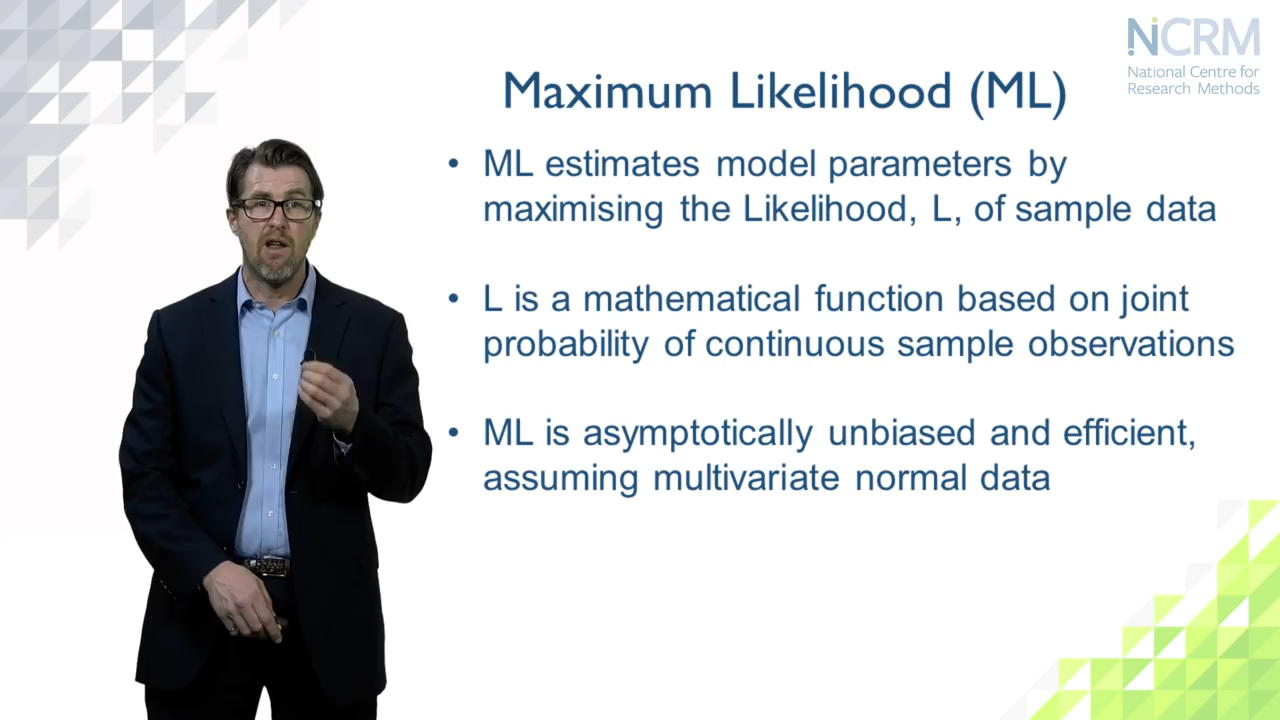 NCRM
National Centre for
Research Methods
Maximum Likelihood (ML)
• ML estimates model parameters by
maximising the Likelihood, L, of sample data
• L is a mathematical function based on joint
probability of continuous sample observations
• ML is asymptotically unbiased and efficient,
assuming multivariate normal data